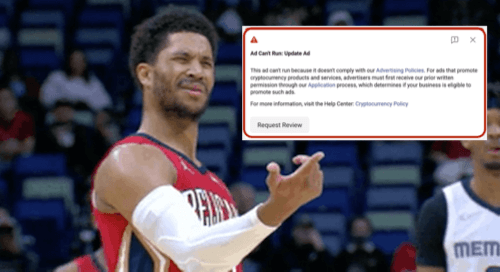 Ad Can't Run: Update Ad
This ad can't run because it doesn't comply with our Advertising Policies. For ads that promote
cryptocurrency products and services, advertisers must first receive our prior written
permission through our Application process, which determines if your business is eligible to
promote such ads.
For more information, visit the Help Center: Cryptocurrency Policy
Request Review
PELICANS
MEM